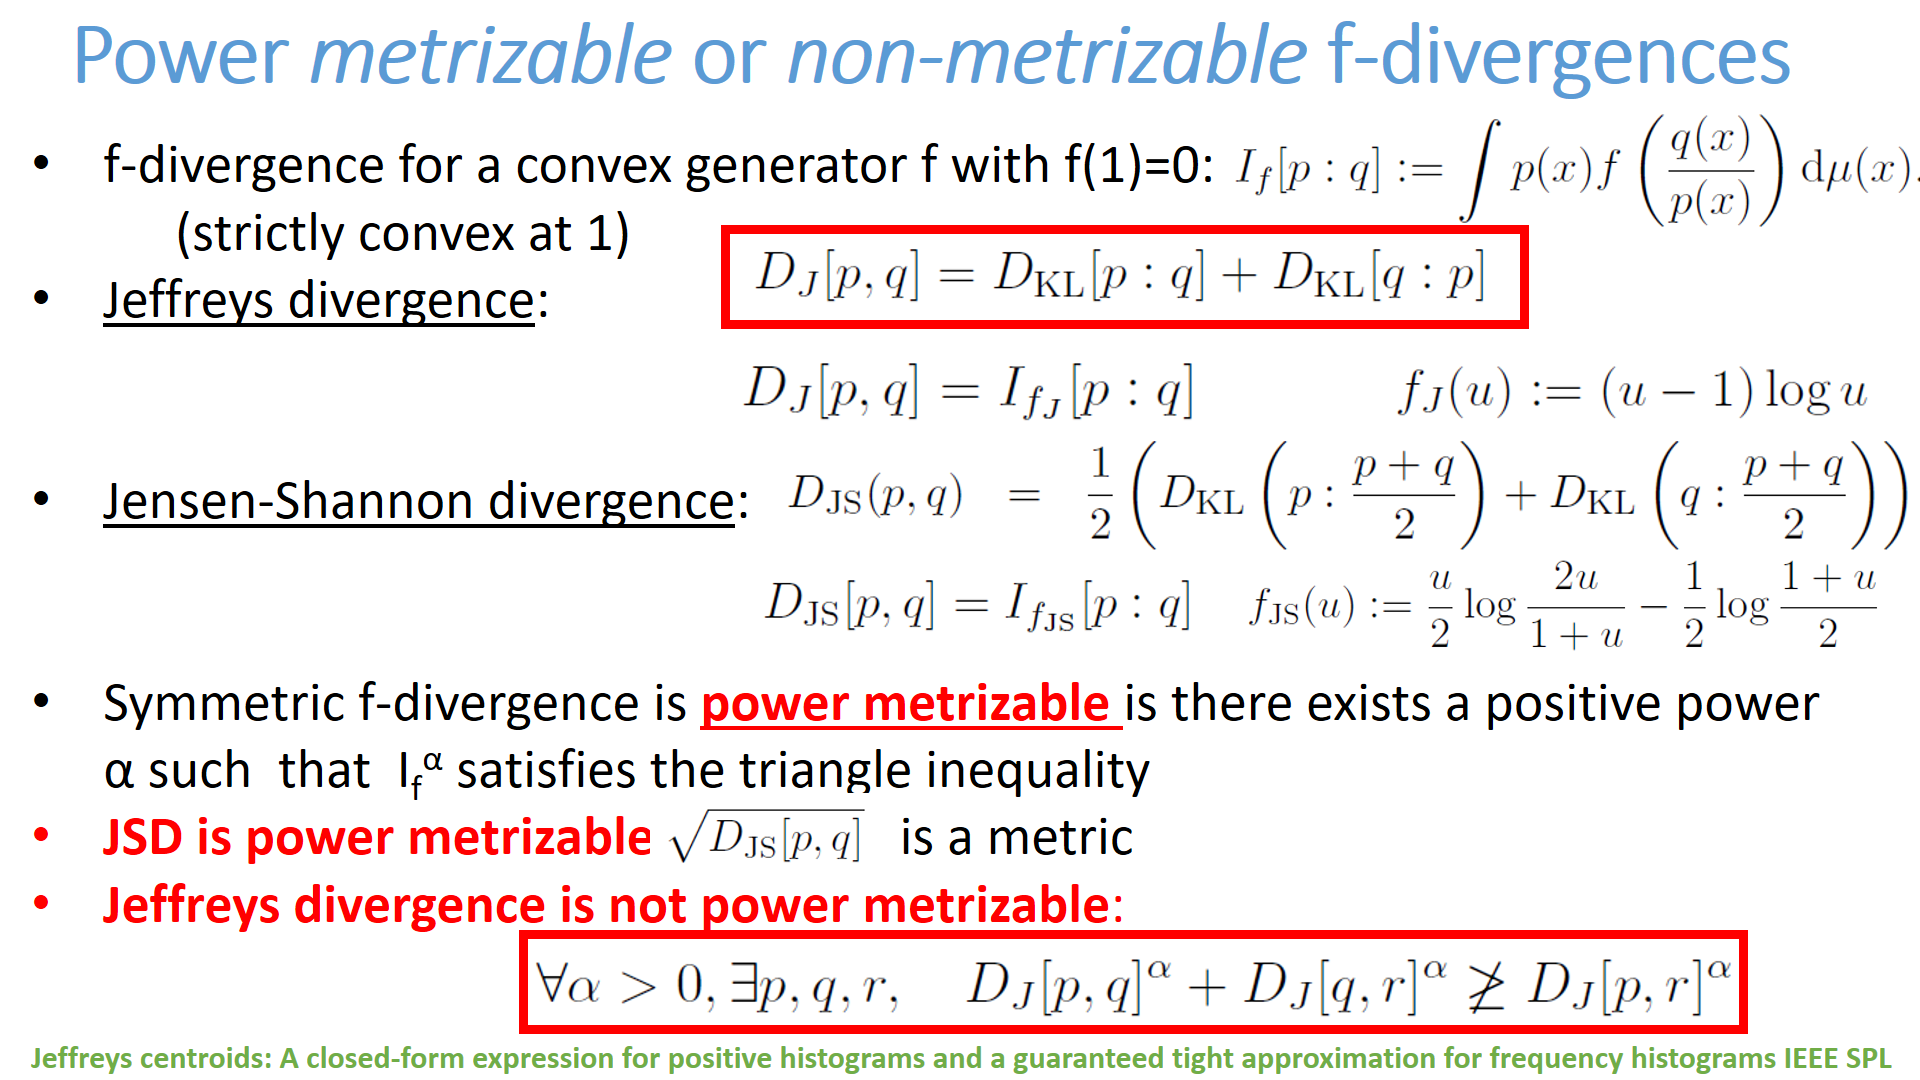 Power metrizable or non-metrizable f-divergences
• f-divergence for a convex generator f with f(1)=0: $I_f[p : q] := \int p(x) f\left(\frac{q(x)}{p(x)}\right) \mathrm{d}\mu(x).$
(strictly convex at 1)
$D_J[p, q] = D_{\mathrm{KL}}[p : q] + D_{\mathrm{KL}}[q : p]$
• Jeffreys divergence:
$D_J[p, q] = I_{f_J}[p : q]$ $f_J(u) := (u - 1) \log u$
• Jensen-Shannon divergence: $D_{\mathrm{JS}}(p, q) = \frac{1}{2}\left(D_{\mathrm{KL}}\left(p : \frac{p+q}{2}\right) + D_{\mathrm{KL}}\left(q : \frac{p+q}{2}\right)\right)$
$D_{\mathrm{JS}}[p, q] = I_{f_{\mathrm{JS}}}[p : q]$ $f_{\mathrm{JS}}(u) := \frac{u}{2} \log \frac{2u}{1+u} - \frac{1}{2} \log \frac{1+u}{2}$
• Symmetric f-divergence is power metrizable is there exists a positive power
α such that $I_f^α$ satisfies the triangle inequality
• JSD is power metrizable $\sqrt{D_{\mathrm{JS}}[p, q]}$ is a metric
• Jeffreys divergence is not power metrizable:
$\forall \alpha > 0, \exists p, q, r, \quad D_J[p, q]^\alpha + D_J[q, r]^\alpha \not\geq D_J[p, r]^\alpha$
Jeffreys centroids: A closed-form expression for positive histograms and a guaranteed tight approximation for frequency histograms IEEE SPL